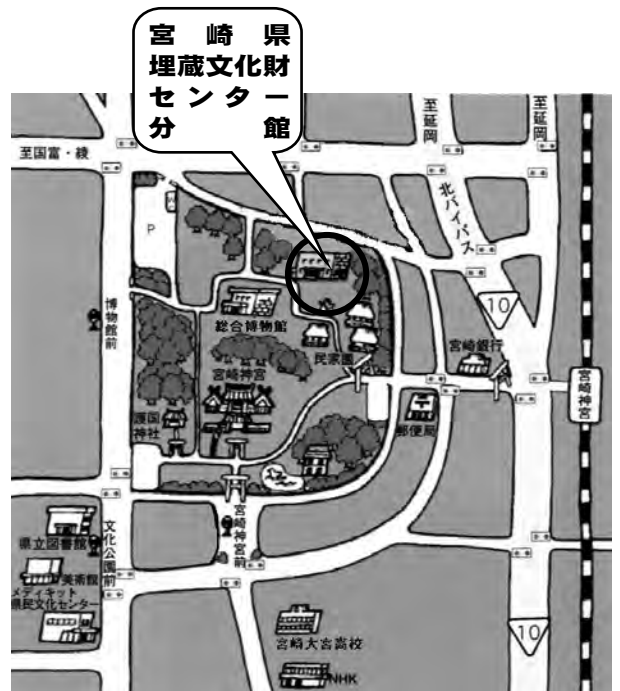 宮崎県
埋蔵文化財
センター
分館
至国富・綾
至延岡
至延岡
北バイパス
P
10
博物館前
総合博物館
民家園
宮崎銀行
宮崎神宮
宮崎神宮
護国
神社
郵便局
宮崎神宮前
文化公園前
県立図書館
美術館
メディキット
県民文化センター
10
宮崎大宮高校
NHK